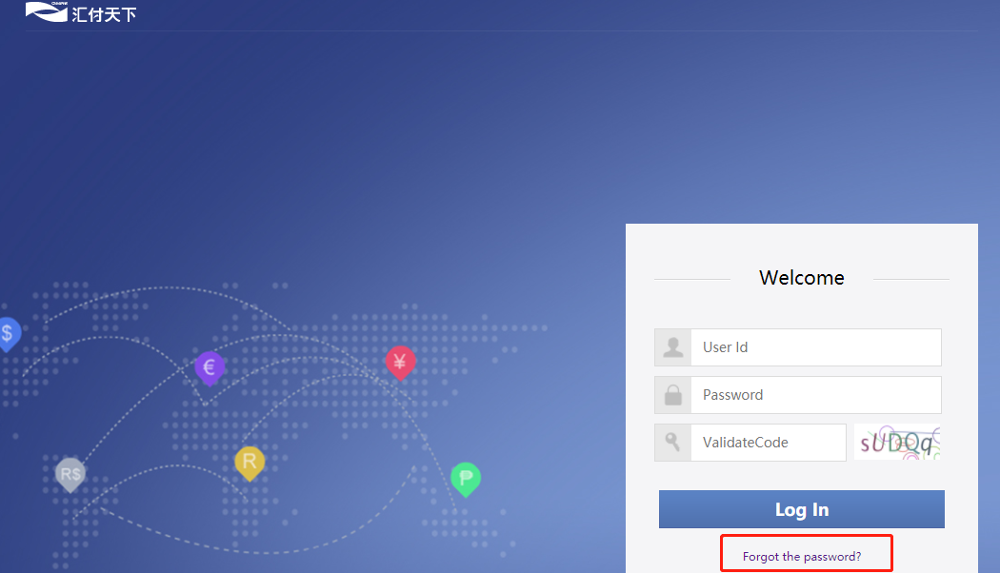 汇付天下
Welcome
User Id
Password
ValidateCode
sUDQq
Log In
Forgot the password?
$
€
¥
R$
R
₱